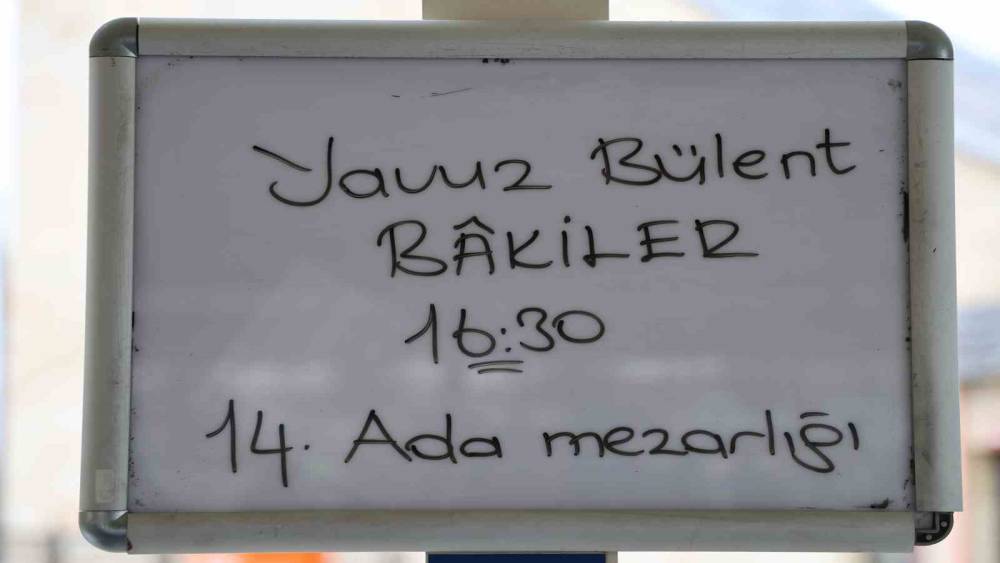 Yavuz Bülent
BÂKİLER
16:30
14. Ada mezarlığı